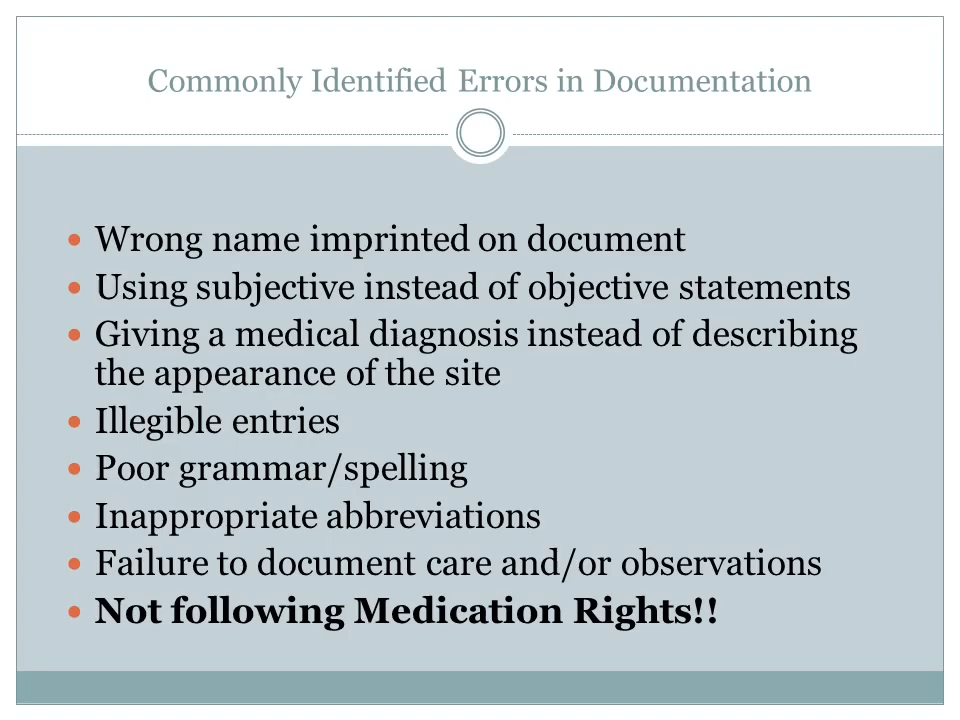 Commonly Identified Errors in Documentation
• Wrong name imprinted on document
• Using subjective instead of objective statements
• Giving a medical diagnosis instead of describing
the appearance of the site
• Illegible entries
• Poor grammar/spelling
• Inappropriate abbreviations
• Failure to document care and/or observations
• Not following Medication Rights!!